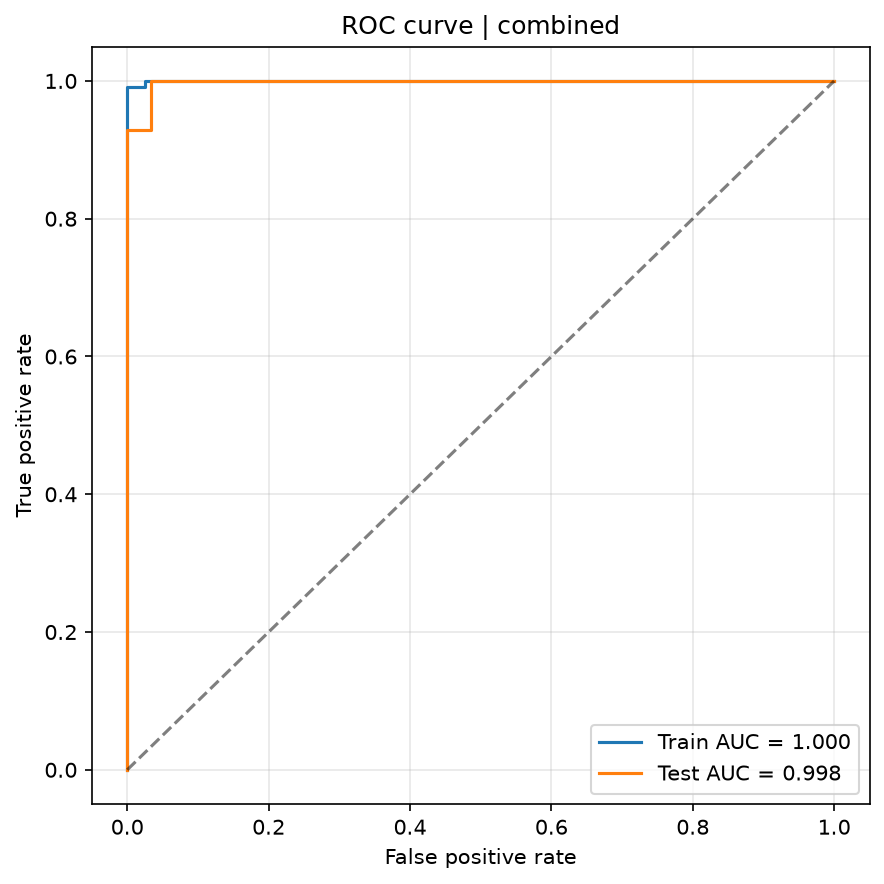 ROC curve | combined
1.0
0.8
0.6
0.4
0.2
0.0
True positive rate
Train AUC = 1.000
Test AUC = 0.998
0.0 0.2 0.4 0.6 0.8 1.0
False positive rate